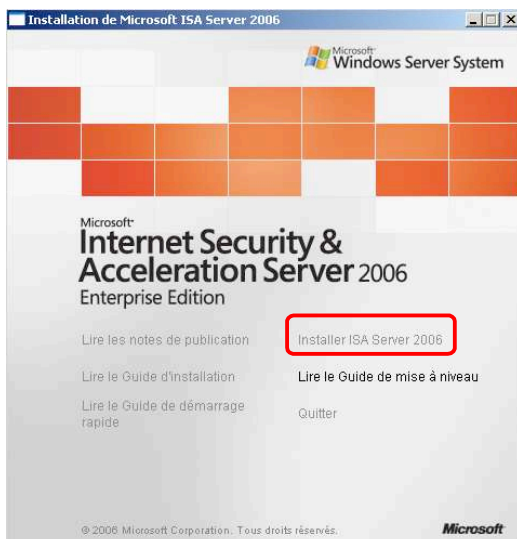 Installation de Microsoft ISA Server 2006
Microsoft
Windows Server System
Microsoft
Internet Security &
Acceleration Server 2006
Enterprise Edition
Lire les notes de publication
Installer ISA Server 2006
Lire le Guide d'installation
Lire le Guide de mise à niveau
Lire le Guide de démarrage
rapide
Quitter
© 2006 Microsoft Corporation. Tous droits réservés.
Microsoft